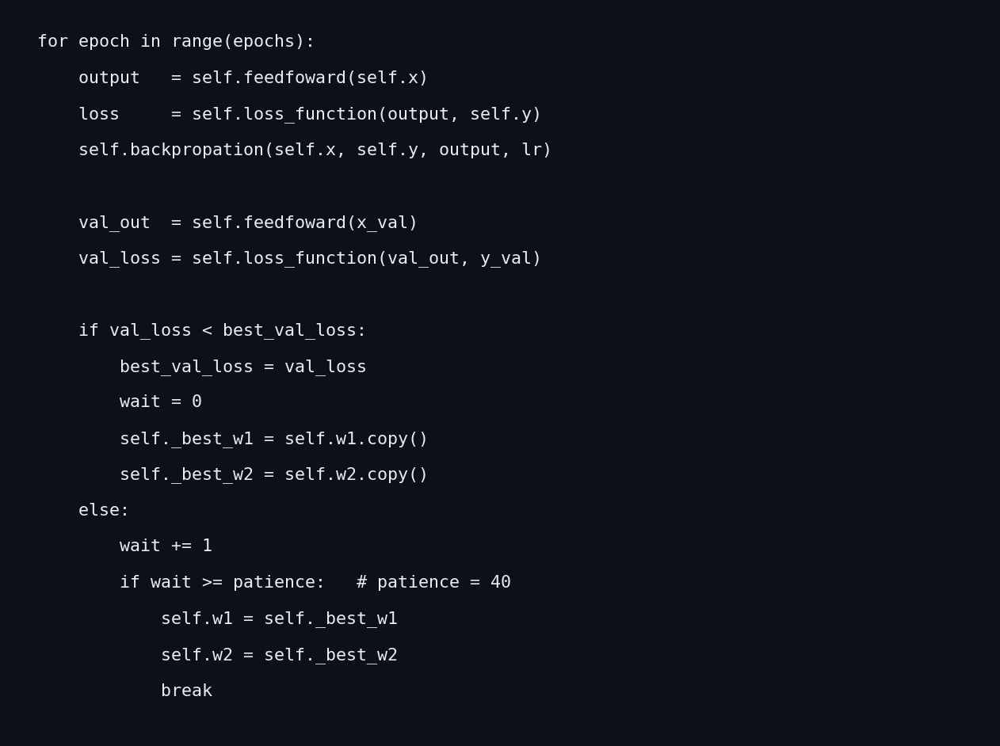 for epoch in range(epochs):
    output   = self.feedfoward(self.x)
    loss     = self.loss_function(output, self.y)
    self.backpropation(self.x, self.y, output, lr)

    val_out  = self.feedfoward(x_val)
    val_loss = self.loss_function(val_out, y_val)

    if val_loss < best_val_loss:
        best_val_loss = val_loss
        wait = 0
        self._best_w1 = self.w1.copy()
        self._best_w2 = self.w2.copy()
    else:
        wait += 1
        if wait >= patience:   # patience = 40
            self.w1 = self._best_w1
            self.w2 = self._best_w2
            break